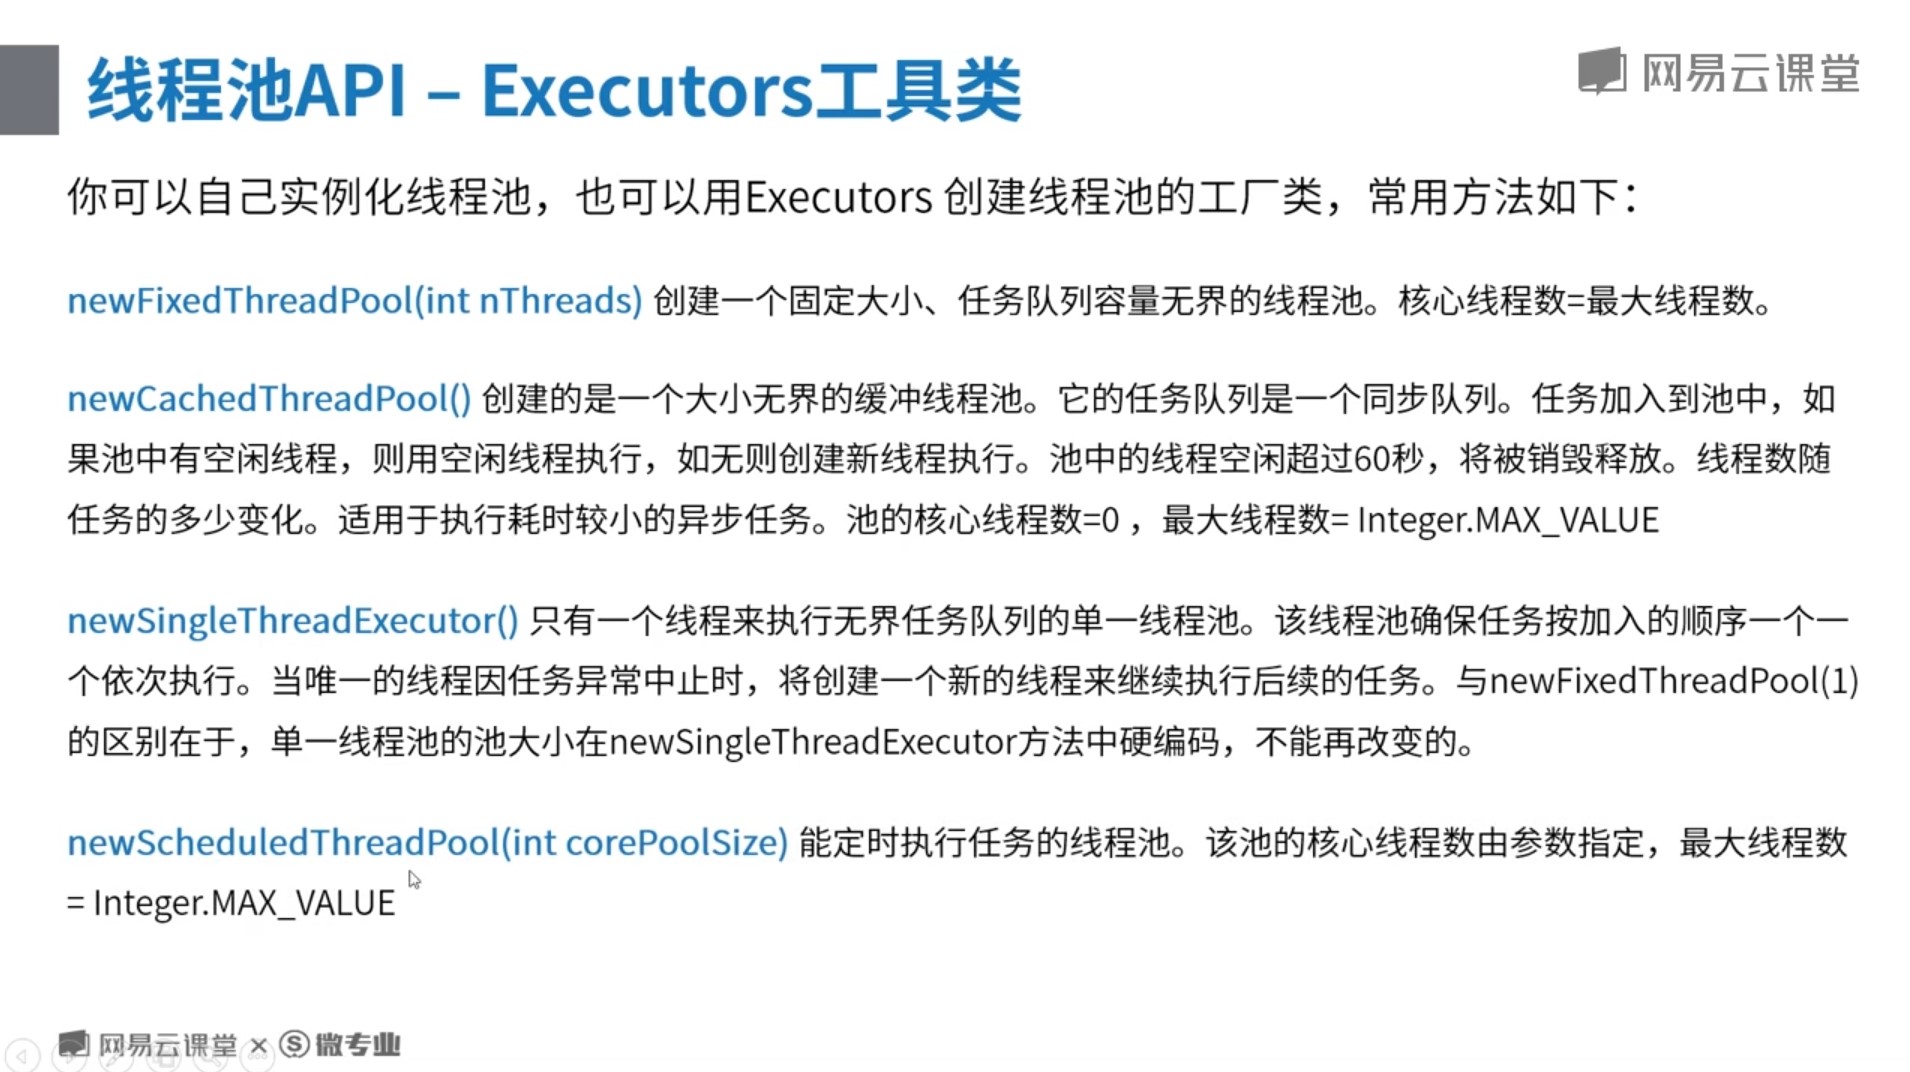 线程池API – Executors工具类
网易云课堂
你可以自己实例化线程池，也可以用Executors 创建线程池的工厂类，常用方法如下：
newFixedThreadPool(int nThreads) 创建一个固定大小、任务队列容量无界的线程池。核心线程数=最大线程数。
newCachedThreadPool() 创建的是一个大小无界的缓冲线程池。它的任务队列是一个同步队列。任务加入到池中，如
果池中有空闲线程，则用空闲线程执行，如无则创建新线程执行。池中的线程空闲超过60秒，将被销毁释放。线程数随
任务的多少变化。适用于执行耗时较小的异步任务。池的核心线程数=0 ，最大线程数= Integer.MAX_VALUE
newSingleThreadExecutor() 只有一个线程来执行无界任务队列的单一线程池。该线程池确保任务按加入的顺序一个一
个依次执行。当唯一的线程因任务异常中止时，将创建一个新的线程来继续执行后续的任务。与newFixedThreadPool(1)
的区别在于，单一线程池的池大小在newSingleThreadExecutor方法中硬编码，不能再改变的。
newScheduledThreadPool(int corePoolSize) 能定时执行任务的线程池。该池的核心线程数由参数指定，最大线程数
= Integer.MAX_VALUE
网易云课堂 × S 微专业